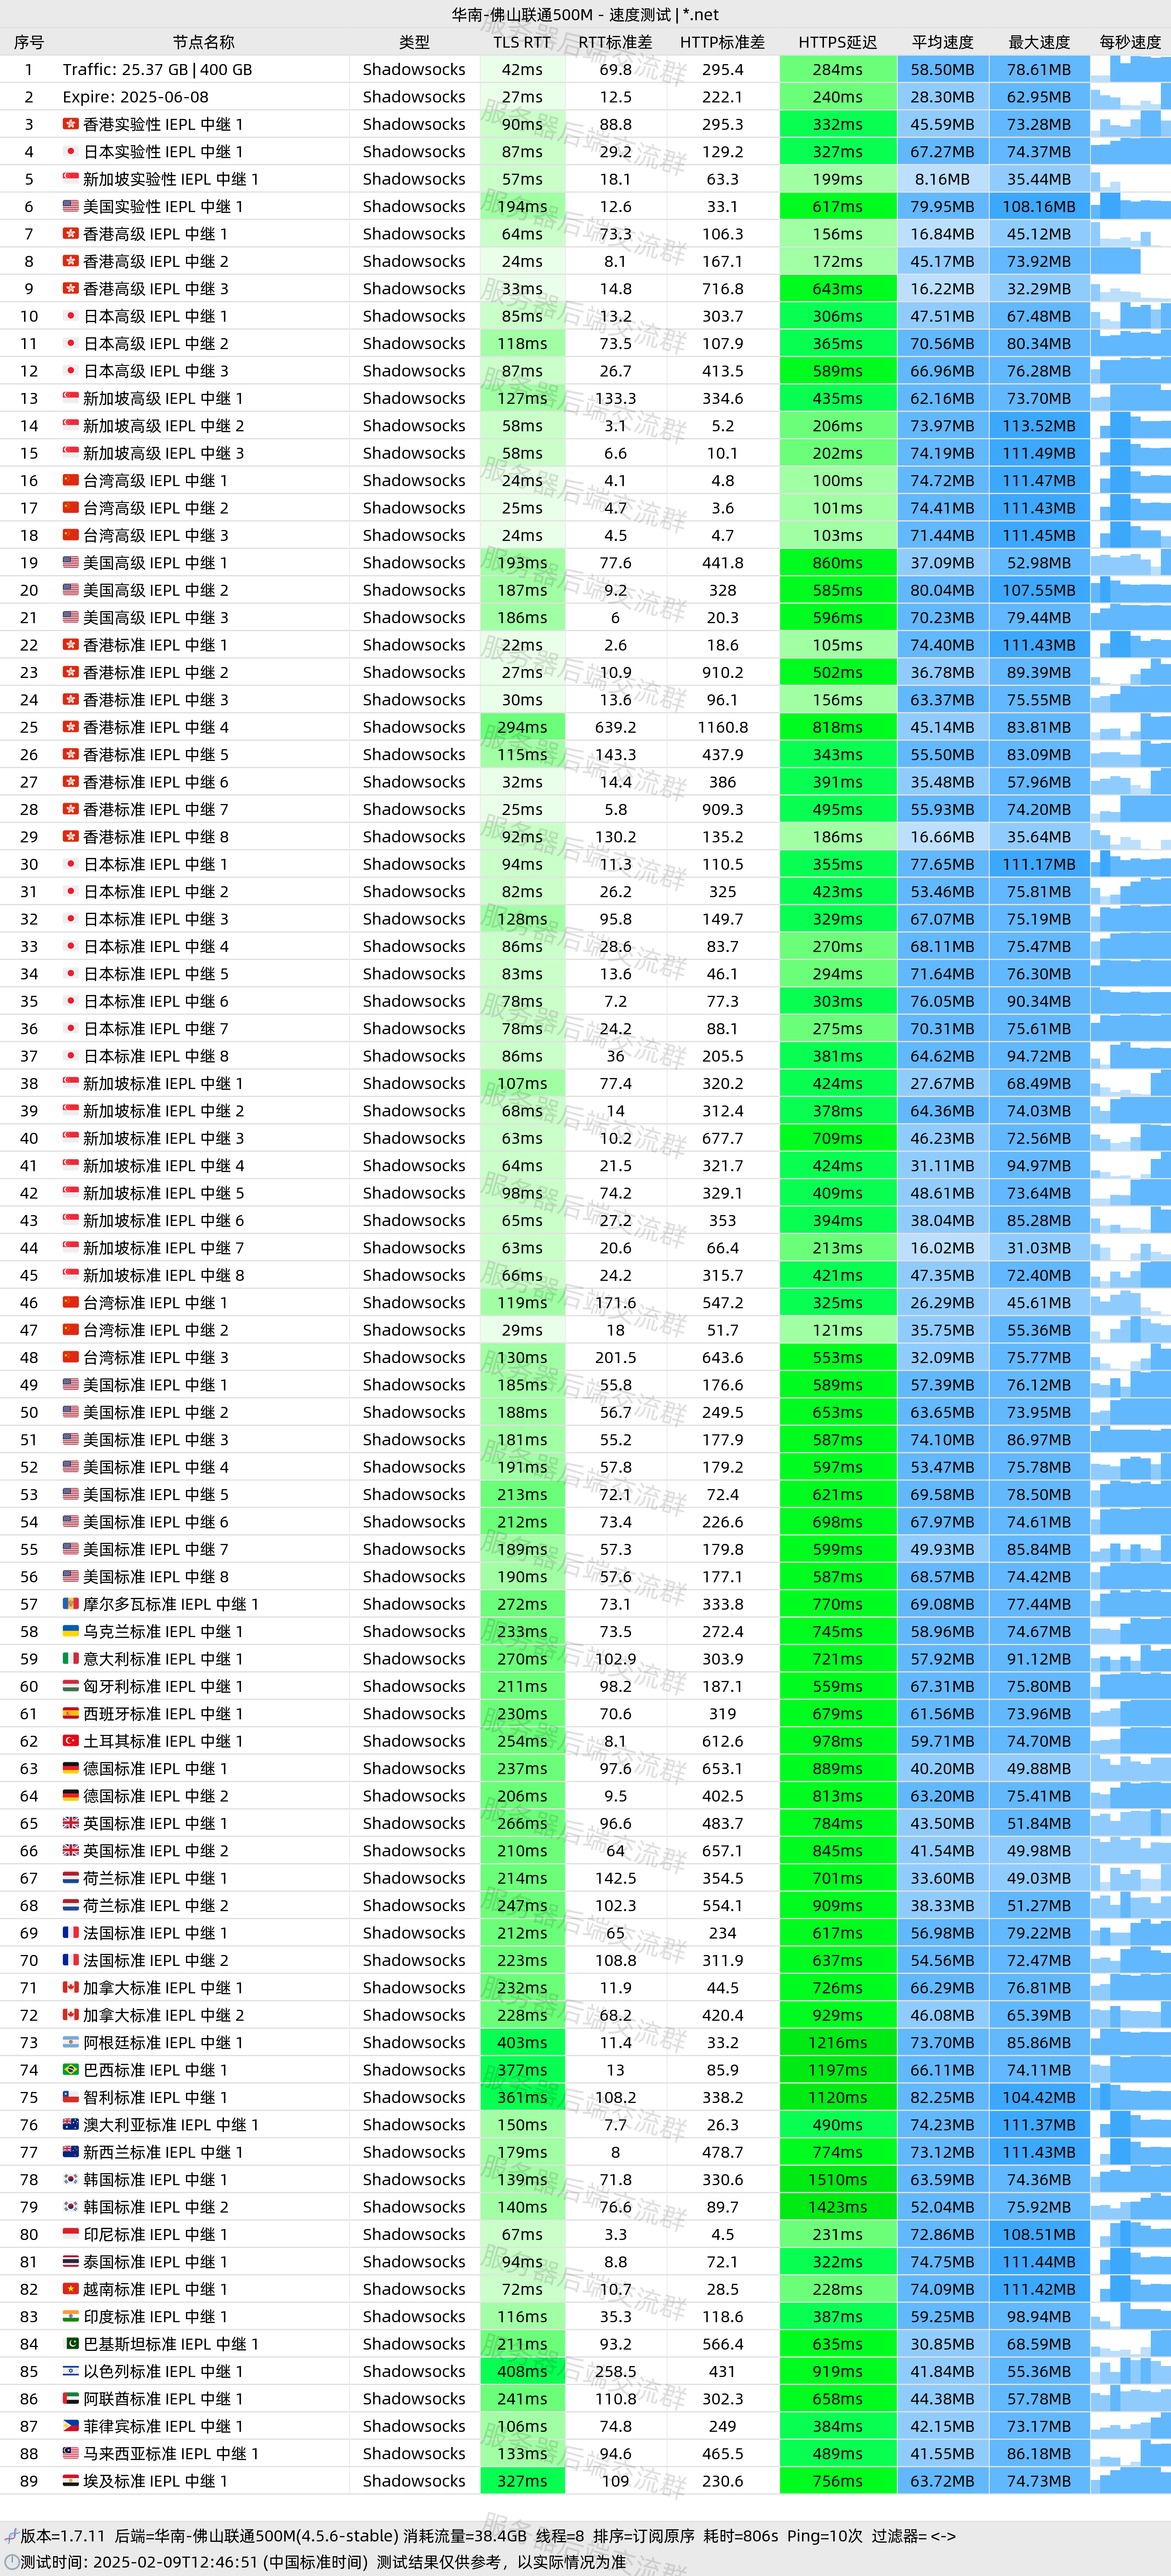 华南-佛山联通500M - 速度测试 | *.net
序号 节点名称 类型 TLS RTT RTT标准差 HTTP标准差 HTTPS延迟 平均速度 最大速度 每秒速度
1 Traffic: 25.37 GB | 400 GB Shadowsocks 42ms 69.8 295.4 284ms 58.50MB 78.61MB
2 Expire: 2025-06-08 Shadowsocks 27ms 12.5 222.1 240ms 28.30MB 62.95MB
3 香港实验性 IEPL 中继 1 Shadowsocks 90ms 88.8 295.3 332ms 45.59MB 73.28MB
4 日本实验性 IEPL 中继 1 Shadowsocks 87ms 29.2 129.2 327ms 67.27MB 74.37MB
5 新加坡实验性 IEPL 中继 1 Shadowsocks 57ms 18.1 63.3 199ms 8.16MB 35.44MB
6 美国实验性 IEPL 中继 1 Shadowsocks 194ms 12.6 33.1 617ms 79.95MB 108.16MB
7 香港高级 IEPL 中继 1 Shadowsocks 64ms 73.3 106.3 156ms 16.84MB 45.12MB
8 香港高级 IEPL 中继 2 Shadowsocks 24ms 8.1 167.1 172ms 45.17MB 73.92MB
9 香港高级 IEPL 中继 3 Shadowsocks 33ms 14.8 716.8 643ms 16.22MB 32.29MB
10 日本高级 IEPL 中继 1 Shadowsocks 85ms 13.2 303.7 306ms 47.51MB 67.48MB
11 日本高级 IEPL 中继 2 Shadowsocks 118ms 73.5 107.9 365ms 70.56MB 80.34MB
12 日本高级 IEPL 中继 3 Shadowsocks 87ms 26.7 413.5 589ms 66.96MB 76.28MB
13 新加坡高级 IEPL 中继 1 Shadowsocks 127ms 133.3 334.6 435ms 62.16MB 73.70MB
14 新加坡高级 IEPL 中继 2 Shadowsocks 58ms 3.1 5.2 206ms 73.97MB 113.52MB
15 新加坡高级 IEPL 中继 3 Shadowsocks 58ms 6.6 10.1 202ms 74.19MB 111.49MB
16 台湾高级 IEPL 中继 1 Shadowsocks 24ms 4.1 4.8 100ms 74.72MB 111.47MB
17 台湾高级 IEPL 中继 2 Shadowsocks 25ms 4.7 3.6 101ms 74.41MB 111.43MB
18 台湾高级 IEPL 中继 3 Shadowsocks 24ms 4.5 4.7 103ms 71.44MB 111.45MB
19 美国高级 IEPL 中继 1 Shadowsocks 193ms 77.6 441.8 860ms 37.09MB 52.98MB
20 美国高级 IEPL 中继 2 Shadowsocks 187ms 9.2 328 585ms 80.04MB 107.55MB
21 美国高级 IEPL 中继 3 Shadowsocks 186ms 6 20.3 596ms 70.23MB 79.44MB
22 香港标准 IEPL 中继 1 Shadowsocks 22ms 2.6 18.6 105ms 74.40MB 111.43MB
23 香港标准 IEPL 中继 2 Shadowsocks 27ms 10.9 910.2 502ms 36.78MB 89.39MB
24 香港标准 IEPL 中继 3 Shadowsocks 30ms 13.6 96.1 156ms 63.37MB 75.55MB
25 香港标准 IEPL 中继 4 Shadowsocks 294ms 639.2 1160.8 818ms 45.14MB 83.81MB
26 香港标准 IEPL 中继 5 Shadowsocks 115ms 143.3 437.9 343ms 55.50MB 83.09MB
27 香港标准 IEPL 中继 6 Shadowsocks 32ms 14.4 386 391ms 35.48MB 57.96MB
28 香港标准 IEPL 中继 7 Shadowsocks 25ms 5.8 909.3 495ms 55.93MB 74.20MB
29 香港标准 IEPL 中继 8 Shadowsocks 92ms 130.2 135.2 186ms 16.66MB 35.64MB
30 日本标准 IEPL 中继 1 Shadowsocks 94ms 11.3 110.5 355ms 77.65MB 111.17MB
31 日本标准 IEPL 中继 2 Shadowsocks 82ms 26.2 325 423ms 53.46MB 75.81MB
32 日本标准 IEPL 中继 3 Shadowsocks 128ms 95.8 149.7 329ms 67.07MB 75.19MB
33 日本标准 IEPL 中继 4 Shadowsocks 86ms 28.6 83.7 270ms 68.11MB 75.47MB
34 日本标准 IEPL 中继 5 Shadowsocks 83ms 13.6 46.1 294ms 71.64MB 76.30MB
35 日本标准 IEPL 中继 6 Shadowsocks 78ms 7.2 77.3 303ms 76.05MB 90.34MB
36 日本标准 IEPL 中继 7 Shadowsocks 78ms 24.2 88.1 275ms 70.31MB 75.61MB
37 日本标准 IEPL 中继 8 Shadowsocks 86ms 36 205.5 381ms 64.62MB 94.72MB
38 新加坡标准 IEPL 中继 1 Shadowsocks 107ms 77.4 320.2 424ms 27.67MB 68.49MB
39 新加坡标准 IEPL 中继 2 Shadowsocks 68ms 14 312.4 378ms 64.36MB 74.03MB
40 新加坡标准 IEPL 中继 3 Shadowsocks 63ms 10.2 677.7 709ms 46.23MB 72.56MB
41 新加坡标准 IEPL 中继 4 Shadowsocks 64ms 21.5 321.7 424ms 31.11MB 94.97MB
42 新加坡标准 IEPL 中继 5 Shadowsocks 98ms 74.2 329.1 409ms 48.61MB 73.64MB
43 新加坡标准 IEPL 中继 6 Shadowsocks 65ms 27.2 353 394ms 38.04MB 85.28MB
44 新加坡标准 IEPL 中继 7 Shadowsocks 63ms 20.6 66.4 213ms 16.02MB 31.03MB
45 新加坡标准 IEPL 中继 8 Shadowsocks 66ms 24.2 315.7 421ms 47.35MB 72.40MB
46 台湾标准 IEPL 中继 1 Shadowsocks 119ms 171.6 547.2 325ms 26.29MB 45.61MB
47 台湾标准 IEPL 中继 2 Shadowsocks 29ms 18 51.7 121ms 35.75MB 55.36MB
48 台湾标准 IEPL 中继 3 Shadowsocks 130ms 201.5 643.6 553ms 32.09MB 75.77MB
49 美国标准 IEPL 中继 1 Shadowsocks 185ms 55.8 176.6 589ms 57.39MB 76.12MB
50 美国标准 IEPL 中继 2 Shadowsocks 188ms 56.7 249.5 653ms 63.65MB 73.95MB
51 美国标准 IEPL 中继 3 Shadowsocks 181ms 55.2 177.9 587ms 74.10MB 86.97MB
52 美国标准 IEPL 中继 4 Shadowsocks 191ms 57.8 179.2 597ms 53.47MB 75.78MB
53 美国标准 IEPL 中继 5 Shadowsocks 213ms 72.1 72.4 621ms 69.58MB 78.50MB
54 美国标准 IEPL 中继 6 Shadowsocks 212ms 73.4 226.6 698ms 67.97MB 74.61MB
55 美国标准 IEPL 中继 7 Shadowsocks 189ms 57.3 179.8 599ms 49.93MB 85.84MB
56 美国标准 IEPL 中继 8 Shadowsocks 190ms 57.6 177.1 587ms 68.57MB 74.42MB
57 摩尔多瓦标准 IEPL 中继 1 Shadowsocks 272ms 73.1 333.8 770ms 69.08MB 77.44MB
58 乌克兰标准 IEPL 中继 1 Shadowsocks 233ms 73.5 272.4 745ms 58.96MB 74.67MB
59 意大利标准 IEPL 中继 1 Shadowsocks 270ms 102.9 303.9 721ms 57.92MB 91.12MB
60 匈牙利标准 IEPL 中继 1 Shadowsocks 211ms 98.2 187.1 559ms 67.31MB 75.80MB
61 西班牙标准 IEPL 中继 1 Shadowsocks 230ms 70.6 319 679ms 61.56MB 73.96MB
62 土耳其标准 IEPL 中继 1 Shadowsocks 254ms 8.1 612.6 978ms 59.71MB 74.70MB
63 德国标准 IEPL 中继 1 Shadowsocks 237ms 97.6 653.1 889ms 40.20MB 49.88MB
64 德国标准 IEPL 中继 2 Shadowsocks 206ms 9.5 402.5 813ms 63.20MB 75.41MB
65 英国标准 IEPL 中继 1 Shadowsocks 266ms 96.6 483.7 784ms 43.50MB 51.84MB
66 英国标准 IEPL 中继 2 Shadowsocks 210ms 64 657.1 845ms 41.54MB 49.98MB
67 荷兰标准 IEPL 中继 1 Shadowsocks 214ms 142.5 354.5 701ms 33.60MB 49.03MB
68 荷兰标准 IEPL 中继 2 Shadowsocks 247ms 102.3 554.1 909ms 38.33MB 51.27MB
69 法国标准 IEPL 中继 1 Shadowsocks 212ms 65 234 617ms 56.98MB 79.22MB
70 法国标准 IEPL 中继 2 Shadowsocks 223ms 108.8 311.9 637ms 54.56MB 72.47MB
71 加拿大标准 IEPL 中继 1 Shadowsocks 232ms 11.9 44.5 726ms 66.29MB 76.81MB
72 加拿大标准 IEPL 中继 2 Shadowsocks 228ms 68.2 420.4 929ms 46.08MB 65.39MB
73 阿根廷标准 IEPL 中继 1 Shadowsocks 403ms 11.4 33.2 1216ms 73.70MB 85.86MB
74 巴西标准 IEPL 中继 1 Shadowsocks 377ms 13 85.9 1197ms 66.11MB 74.11MB
75 智利标准 IEPL 中继 1 Shadowsocks 361ms 108.2 338.2 1120ms 82.25MB 104.42MB
76 澳大利亚标准 IEPL 中继 1 Shadowsocks 150ms 7.7 26.3 490ms 74.23MB 111.37MB
77 新西兰标准 IEPL 中继 1 Shadowsocks 179ms 8 478.7 774ms 73.12MB 111.43MB
78 韩国标准 IEPL 中继 1 Shadowsocks 139ms 71.8 330.6 1510ms 63.59MB 74.36MB
79 韩国标准 IEPL 中继 2 Shadowsocks 140ms 76.6 89.7 1423ms 52.04MB 75.92MB
80 印尼标准 IEPL 中继 1 Shadowsocks 67ms 3.3 4.5 231ms 72.86MB 108.51MB
81 泰国标准 IEPL 中继 1 Shadowsocks 94ms 8.8 72.1 322ms 74.75MB 111.44MB
82 越南标准 IEPL 中继 1 Shadowsocks 72ms 10.7 28.5 228ms 74.09MB 111.42MB
83 印度标准 IEPL 中继 1 Shadowsocks 116ms 35.3 118.6 387ms 59.25MB 98.94MB
84 巴基斯坦标准 IEPL 中继 1 Shadowsocks 211ms 93.2 566.4 635ms 30.85MB 68.59MB
85 以色列标准 IEPL 中继 1 Shadowsocks 408ms 258.5 431 919ms 41.84MB 55.36MB
86 阿联酋标准 IEPL 中继 1 Shadowsocks 241ms 110.8 302.3 658ms 44.38MB 57.78MB
87 菲律宾标准 IEPL 中继 1 Shadowsocks 106ms 74.8 249 384ms 42.15MB 73.17MB
88 马来西亚标准 IEPL 中继 1 Shadowsocks 133ms 94.6 465.5 489ms 41.55MB 86.18MB
89 埃及标准 IEPL 中继 1 Shadowsocks 327ms 109 230.6 756ms 63.72MB 74.73MB
版本=1.7.11 后端=华南-佛山联通500M(4.5.6-stable) 消耗流量=38.4GB 线程=8 排序=订阅原序 耗时=806s Ping=10次 过滤器= <->
测试时间: 2025-02-09T12:46:51 (中国标准时间) 测试结果仅供参考，以实际情况为准
服务器后端交流群